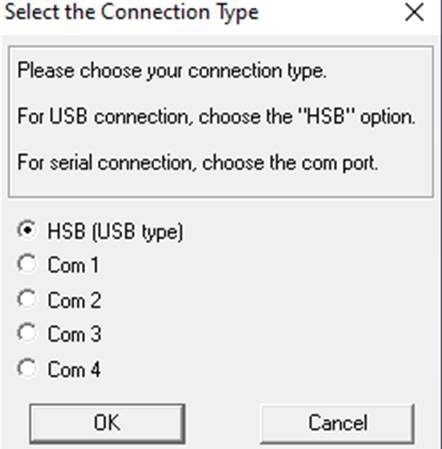 Select the Connection Type
Please choose your connection type.
For USB connection, choose the "HSB" option.
For serial connection, choose the com port.
HSB (USB type)
Com 1
Com 2
Com 3
Com 4
OK
Cancel